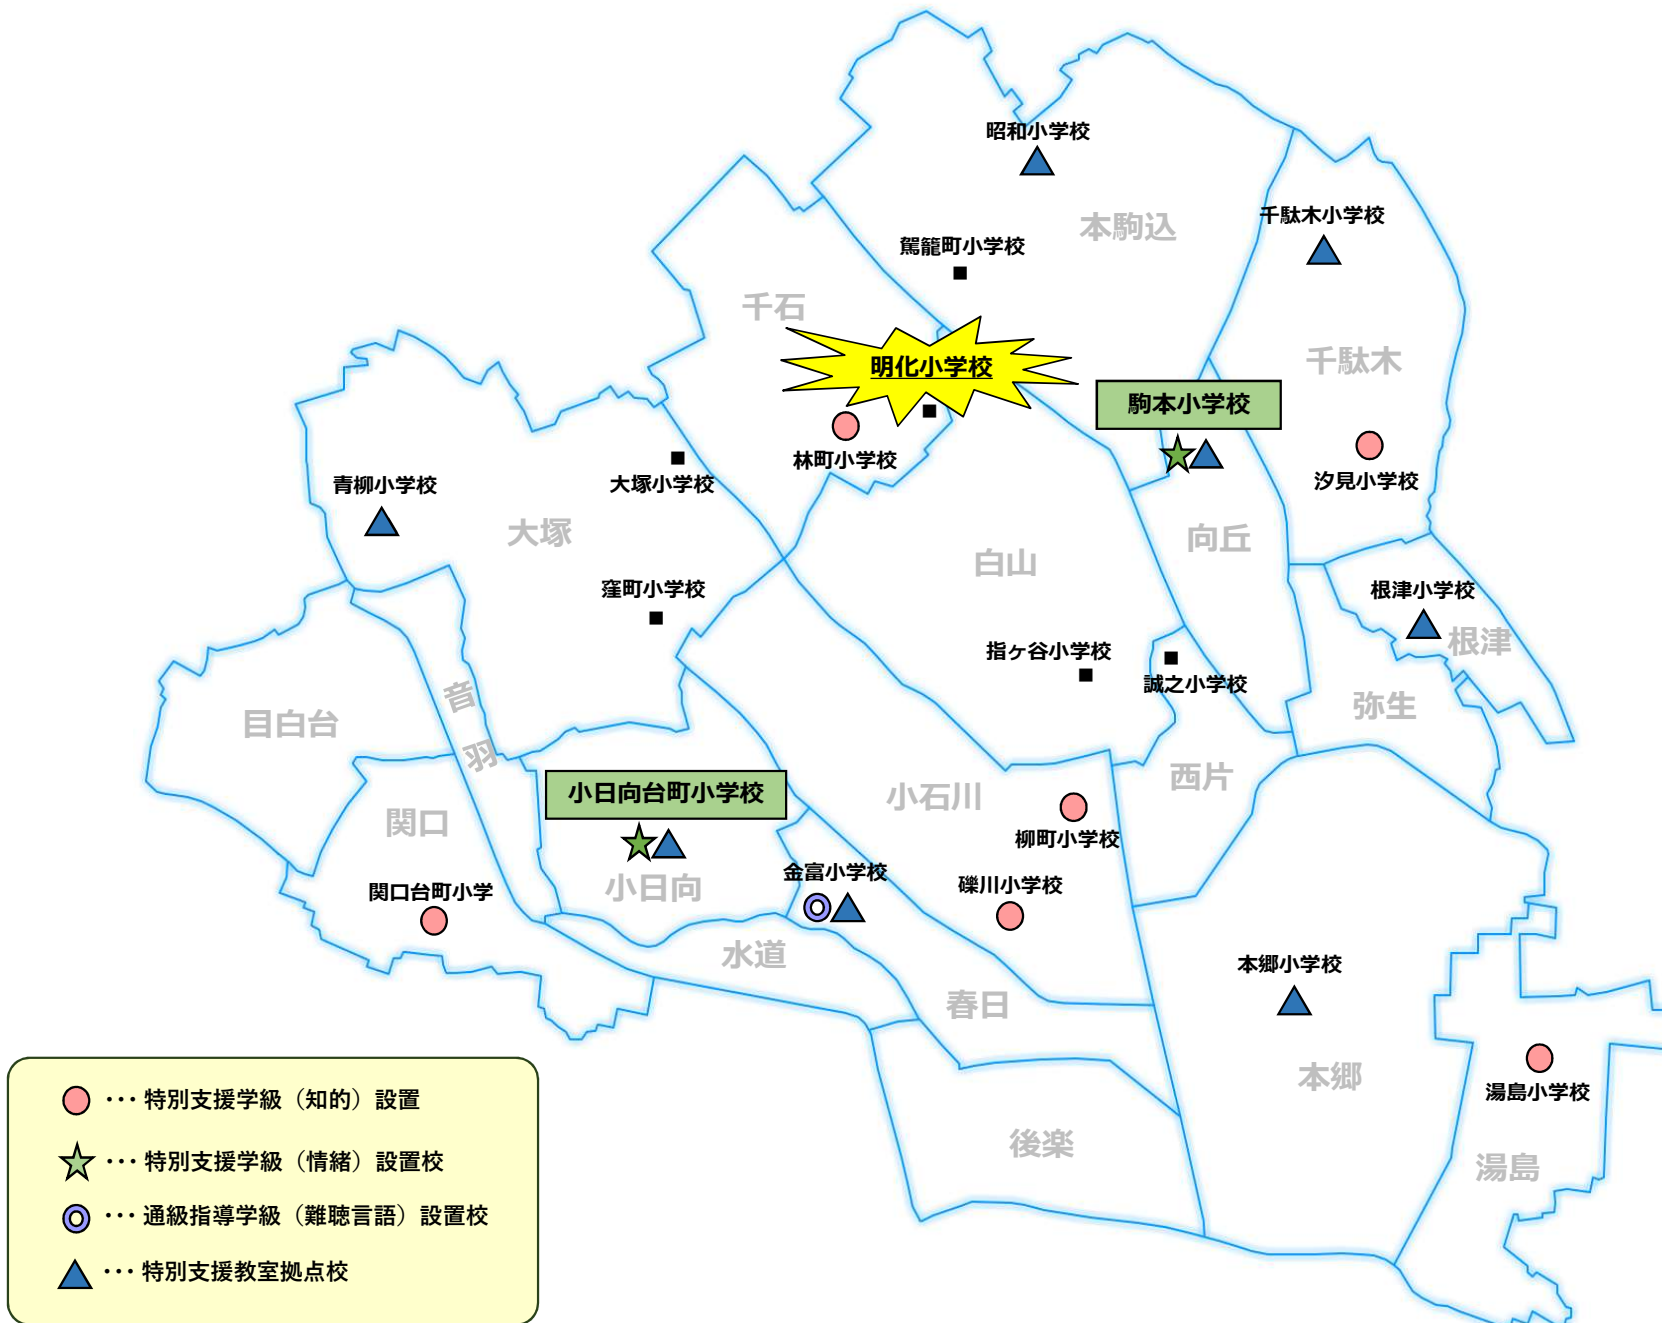 昭和小学校
千駄木小学校
本駒込
駕籠町小学校
千石
千駄木
明化小学校
駒本小学校
林町小学校
汐見小学校
大塚小学校
青柳小学校
大塚
向丘
白山
窪町小学校
根津小学校
根津
指ヶ谷小学校
誠之小学校
音
羽
目白台
弥生
西片
小日向台町小学校
小石川
関口
柳町小学校
金富小学校
小日向
礫川小学校
関口台町小学
水道
本郷小学校
春日
本郷
湯島小学校
後楽
湯島
・・・特別支援学級（知的）設置
・・・特別支援学級（情緒）設置校
・・・通級指導学級（難聴言語）設置校
・・・特別支援教室拠点校